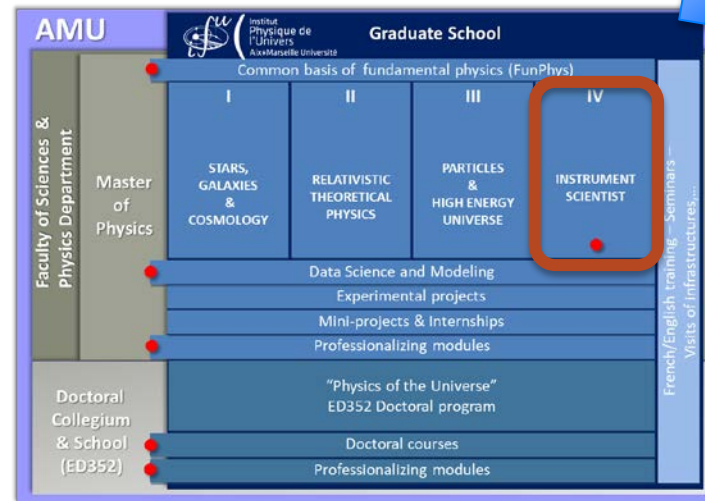 AMU
Institut
Physique de
l'Univers
Aix*Marseille Université
Graduate School
Common basis of fundamental physics (FunPhys)
Faculty of Sciences &
Physics Department
Master
of
Physics
I
STARS,
GALAXIES
&
COSMOLOGY
II
RELATIVISTIC
THEORETICAL
PHYSICS
III
PARTICLES
&
HIGH ENERGY
UNIVERSE
IV
INSTRUMENT
SCIENTIST
Data Science and Modeling
Experimental projects
Mini-projects & Internships
Professionalizing modules
Doctoral
Collegium
& School
(ED352)
"Physics of the Universe"
ED352 Doctoral program
Doctoral courses
Professionalizing modules
French/English training – Seminars –
Visits of infrastructures,...